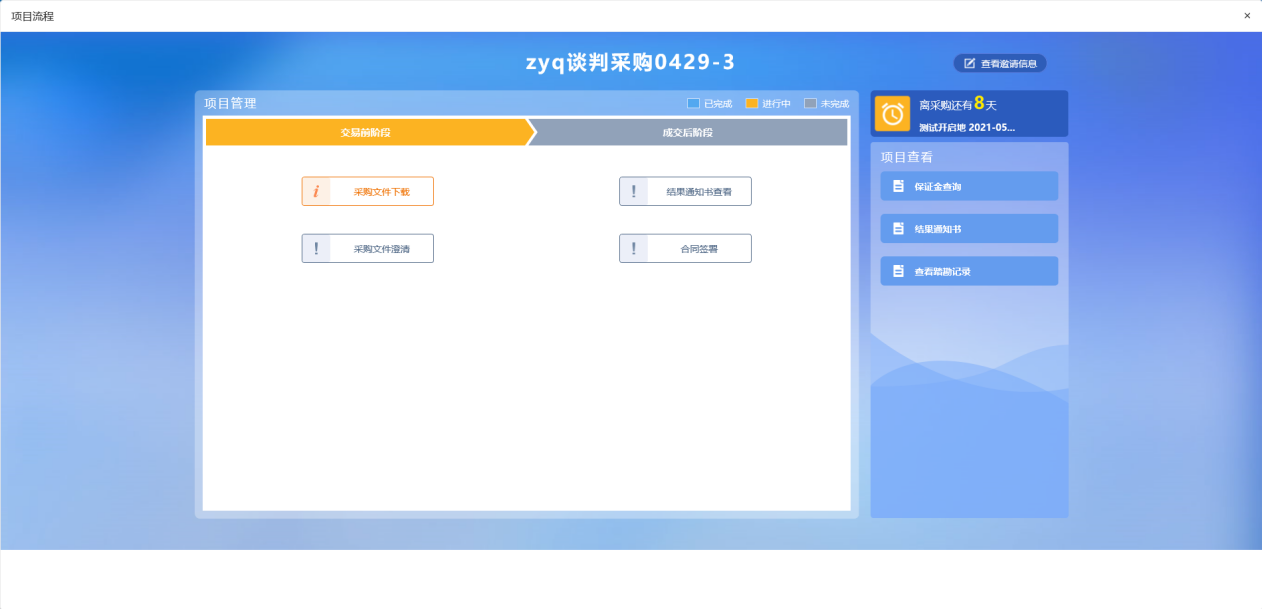 项目流程
×
zyq谈判采购0429-3
查看邀请信息
项目管理
已完成
进行中
未完成
交易前阶段
成交后阶段
采购文件下载
结果通知书查看
采购文件澄清
合同签署
离采购还有8天
测试开启地 2021-05...
项目查看
保证金查询
结果通知书
查看踏勘记录